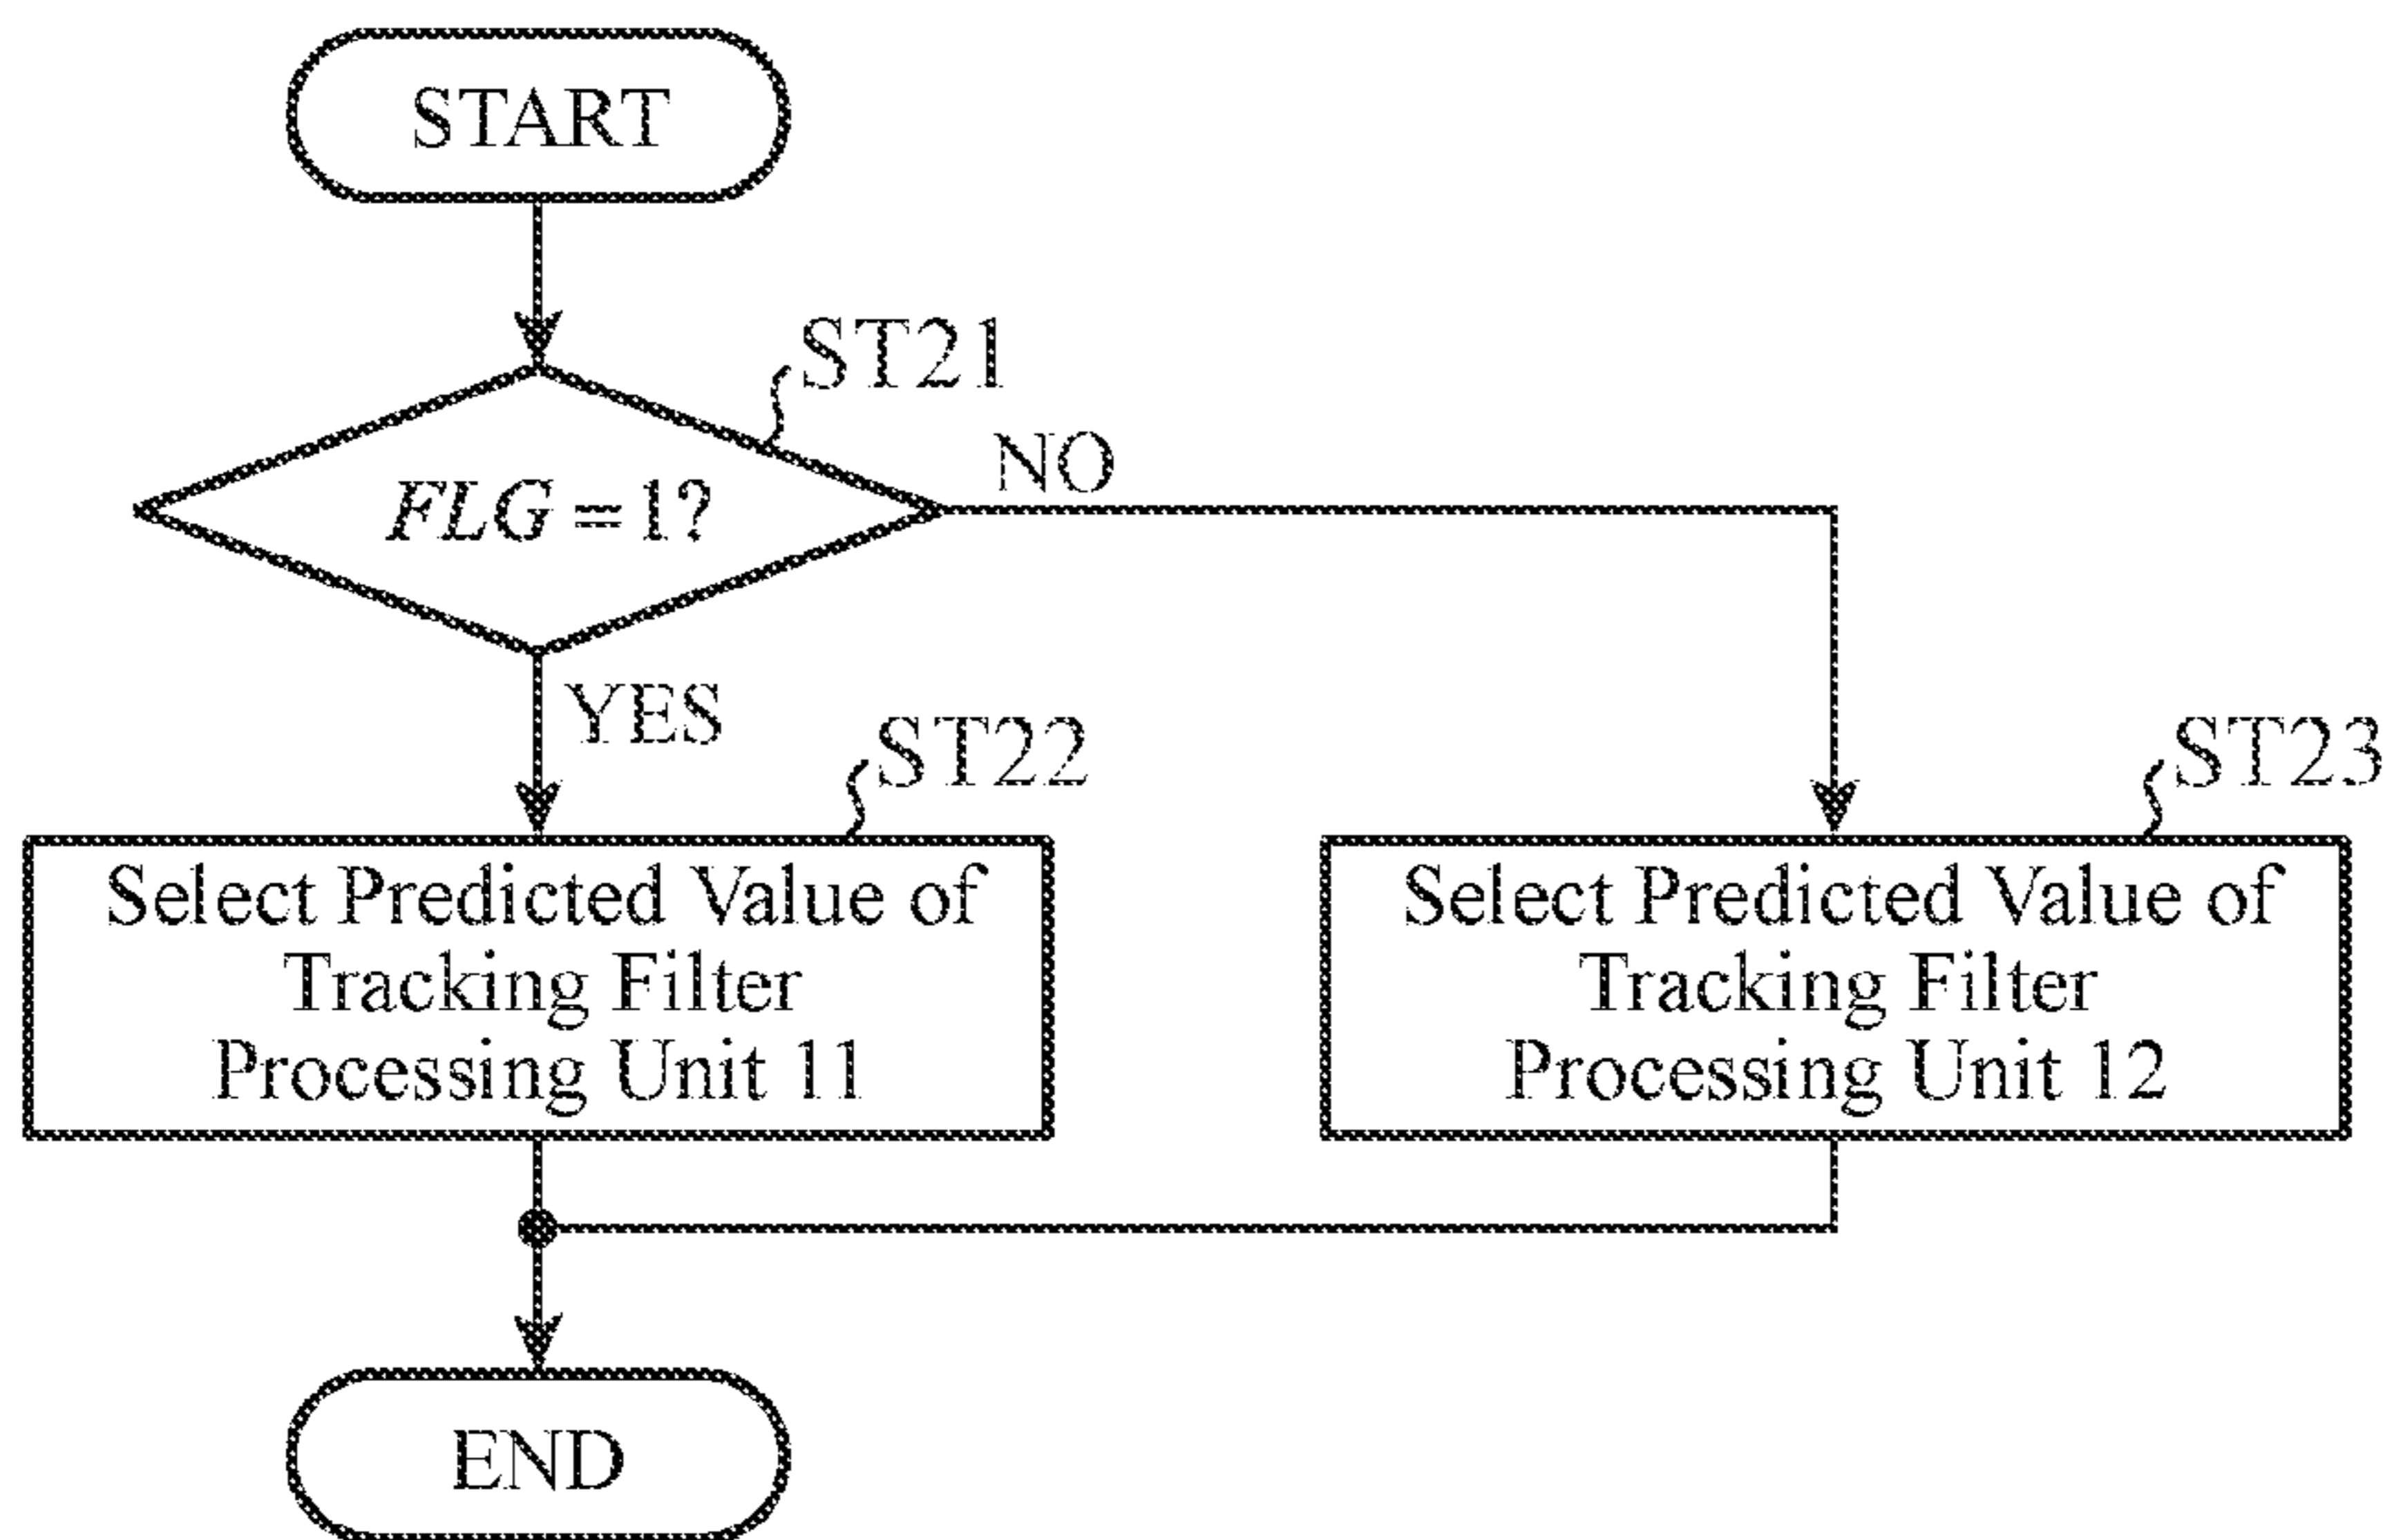 START
ST21
FLG = 1?
NO
YES
ST22
ST23
Select Predicted Value of
Tracking Filter
Processing Unit 11
Select Predicted Value of
Tracking Filter
Processing Unit 12
END